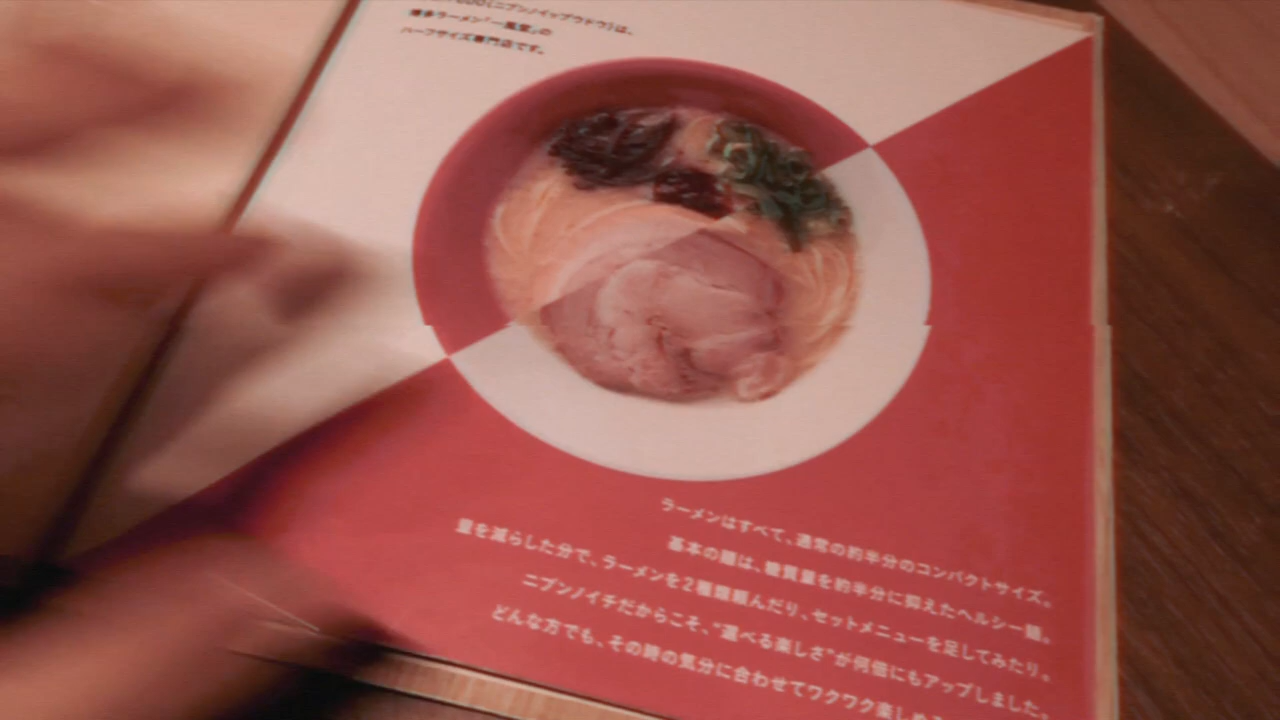 (ニブンノイップウドウ)は、
博多ラーメン「一風堂」の
ハーフサイズ専門店です。
ラーメンはすべて、通常の約半分のコンパクトサイズ。
基本の麺は、糖質量を約半分に抑えたヘルシー麺。
量を減らした分で、ラーメンを2種類頼んだり、セットメニューを足してみたり。
ニブンノイチだからこそ、“選べる楽しさ”が何倍にもアップしました。
どんな方でも、その時の気分に合わせてワクワク楽しめ